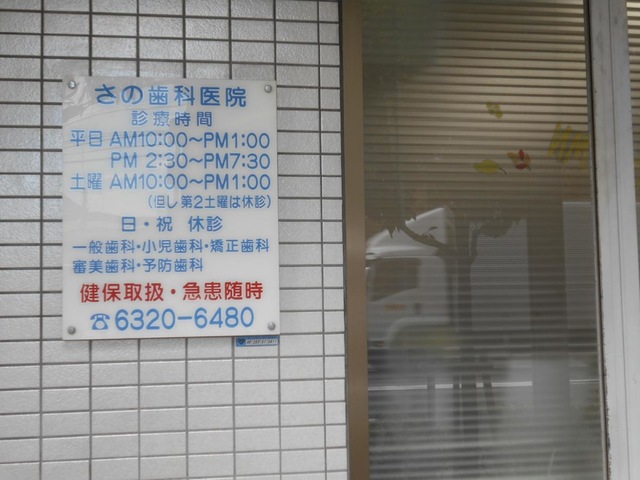 さの歯科医院
診療時間
平日 AM10:00〜PM1:00
PM 2:30〜PM7:30
土曜 AM10:00〜PM1:00
(但し第2土曜は休診)
日・祝 休診
一般歯科・小児歯科・矯正歯科
審美歯科・予防歯科
健保取扱・急患随時
☎6320-6480